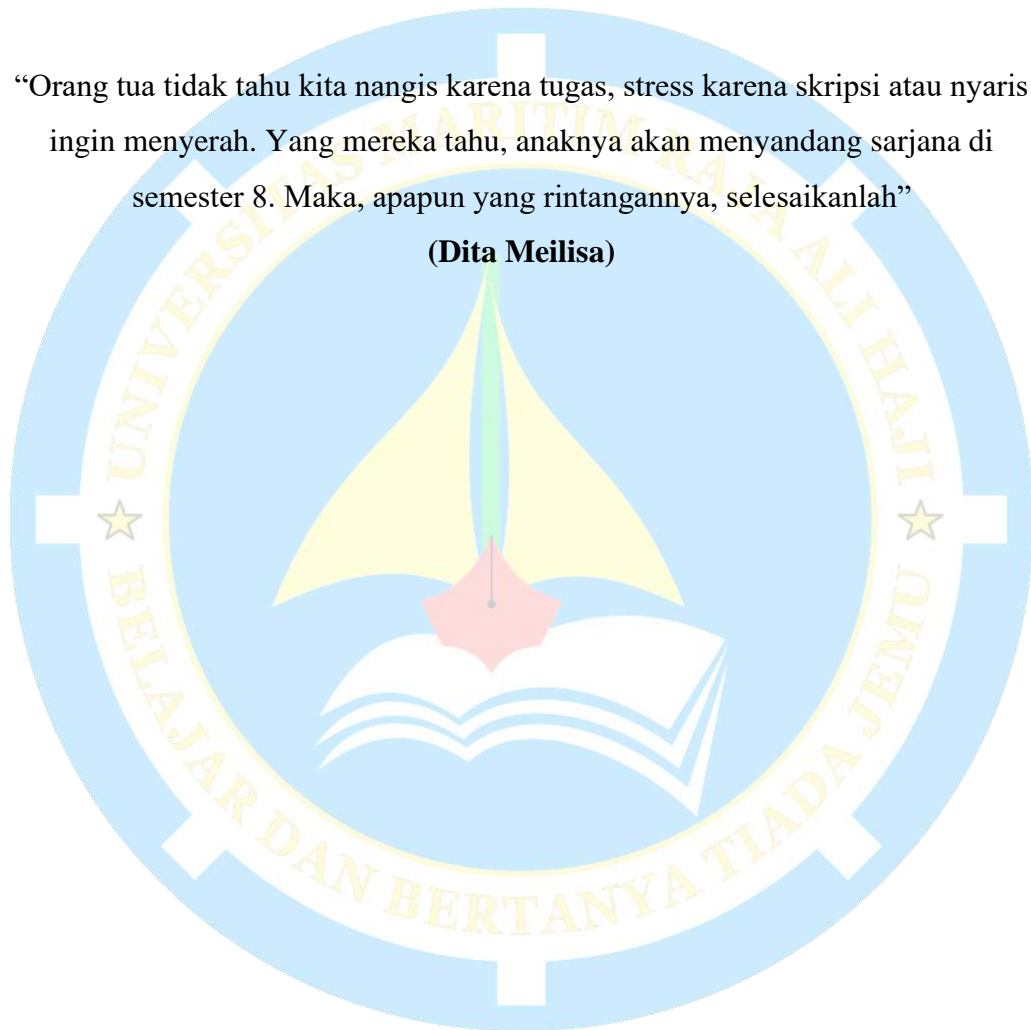 “Orang tua tidak tahu kita nangis karena tugas, stress karena skripsi atau nyaris
ingin menyerah. Yang mereka tahu, anaknya akan menyandang sarjana di
semester 8. Maka, apapun yang rintangannya, selesaikanlah”
(Dita Meilisa)
UNIVERSITAS MARITIM RAJA ALI HAJI
BELAJAR DAN BERTANYA TIADA JEMU